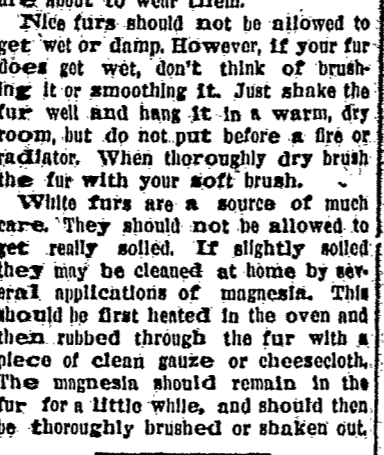 are about to wear them.
Nice furs should not be allowed to
get wet or damp. However, if your fur
does get wet, don't think of brush-
ing it or smoothing it. Just shake the
fur well and hang it in a warm, dry
room, but do not put before a fire or
radiator. When thoroughly dry brush
the fur with your soft brush.
White furs are a source of much
care. They should not be allowed to
get really soiled. If slightly soiled
they may be cleaned at home by sev-
eral applications of magnesia. This
should be first heated in the oven and
then rubbed through the fur with a
piece of clean gauze or cheesecloth.
The magnesia should remain in the
fur for a little while, and should then
be thoroughly brushed or shaken out.